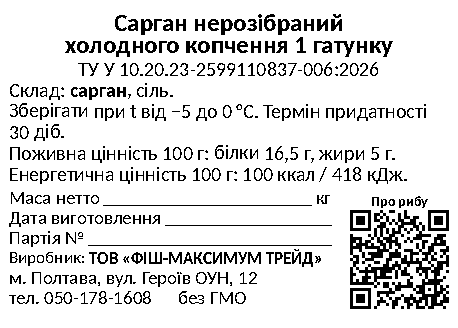 Сарган нерозібраний
холодного копчення 1 гатунку
ТУ У 10.20.23-2599110837-006:2026
Склад: сарган, сіль.
Зберігати при t від −5 до 0 °С. Термін придатності
30 діб.
Поживна цінність 100 г: білки 16,5 г, жири 5 г.
Енергетична цінність 100 г: 100 ккал / 418 кДж.
Маса нетто ______________________ кг
Дата виготовлення __________________
Партія № __________________________
Про рибу
Виробник: ТОВ «ФІШ-МАКСИМУМ ТРЕЙД»
м. Полтава, вул. Героїв ОУН, 12
тел. 050-178-1608 без ГМО